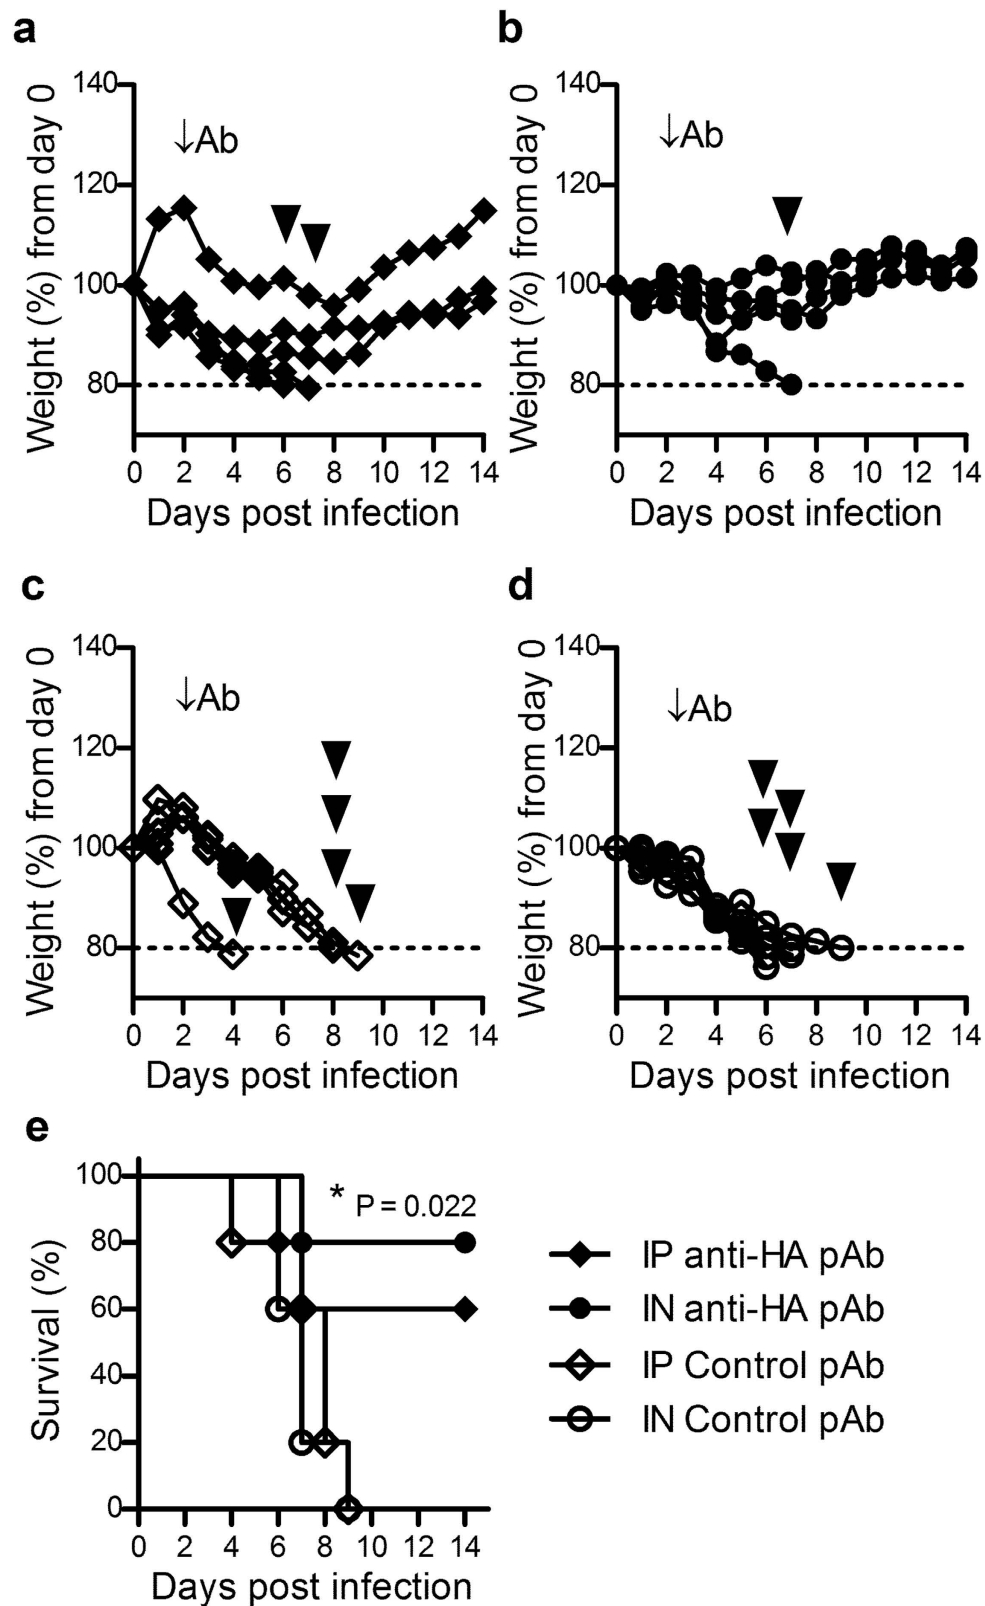 a
Weight (%) from day 0
140
120
100
80
↓Ab
0 2 4 6 8 10 12 14
Days post infection
b
Weight (%) from day 0
140
120
100
80
↓Ab
0 2 4 6 8 10 12 14
Days post infection
c
Weight (%) from day 0
140
120
100
80
↓Ab
0 2 4 6 8 10 12 14
Days post infection
d
Weight (%) from day 0
140
120
100
80
↓Ab
0 2 4 6 8 10 12 14
Days post infection
e
Survival (%)
100
80
60
40
20
0
* P = 0.022
0 2 4 6 8 10 12 14
Days post infection
IP anti-HA pAb
IN anti-HA pAb
IP Control pAb
IN Control pAb